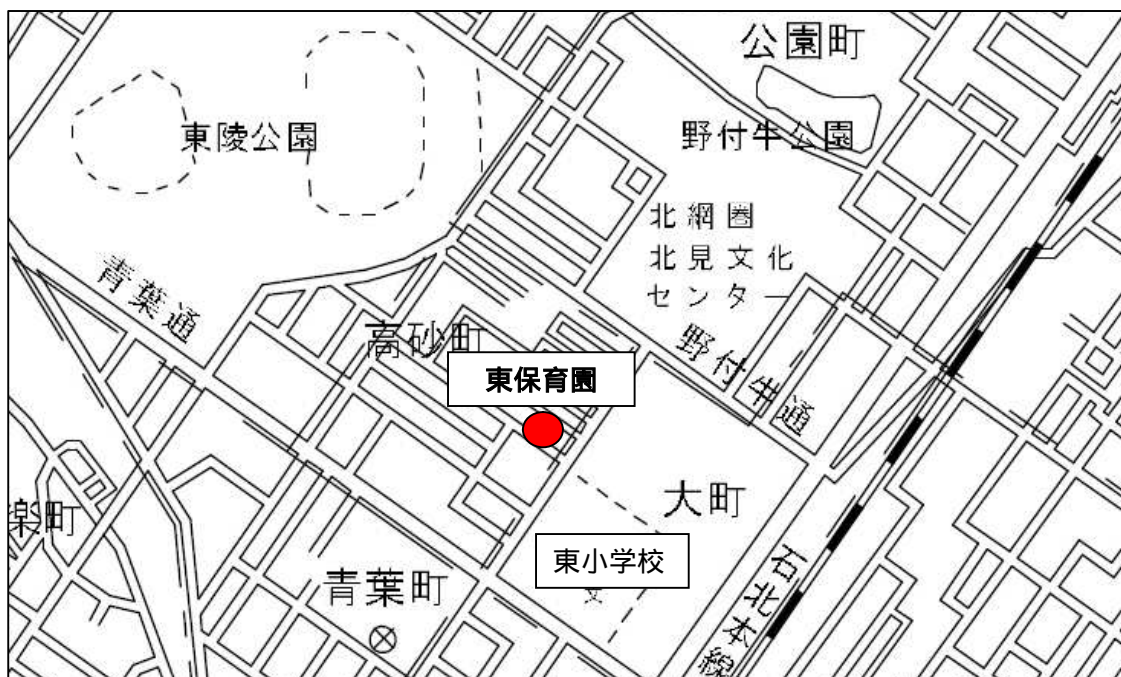 公園町
東陵公園
野付牛公園
北網圏
北見文化
センター
青葉通
高砂町
野付牛通
東保育園
大町
楽町
東小学校
青葉町
石北本線